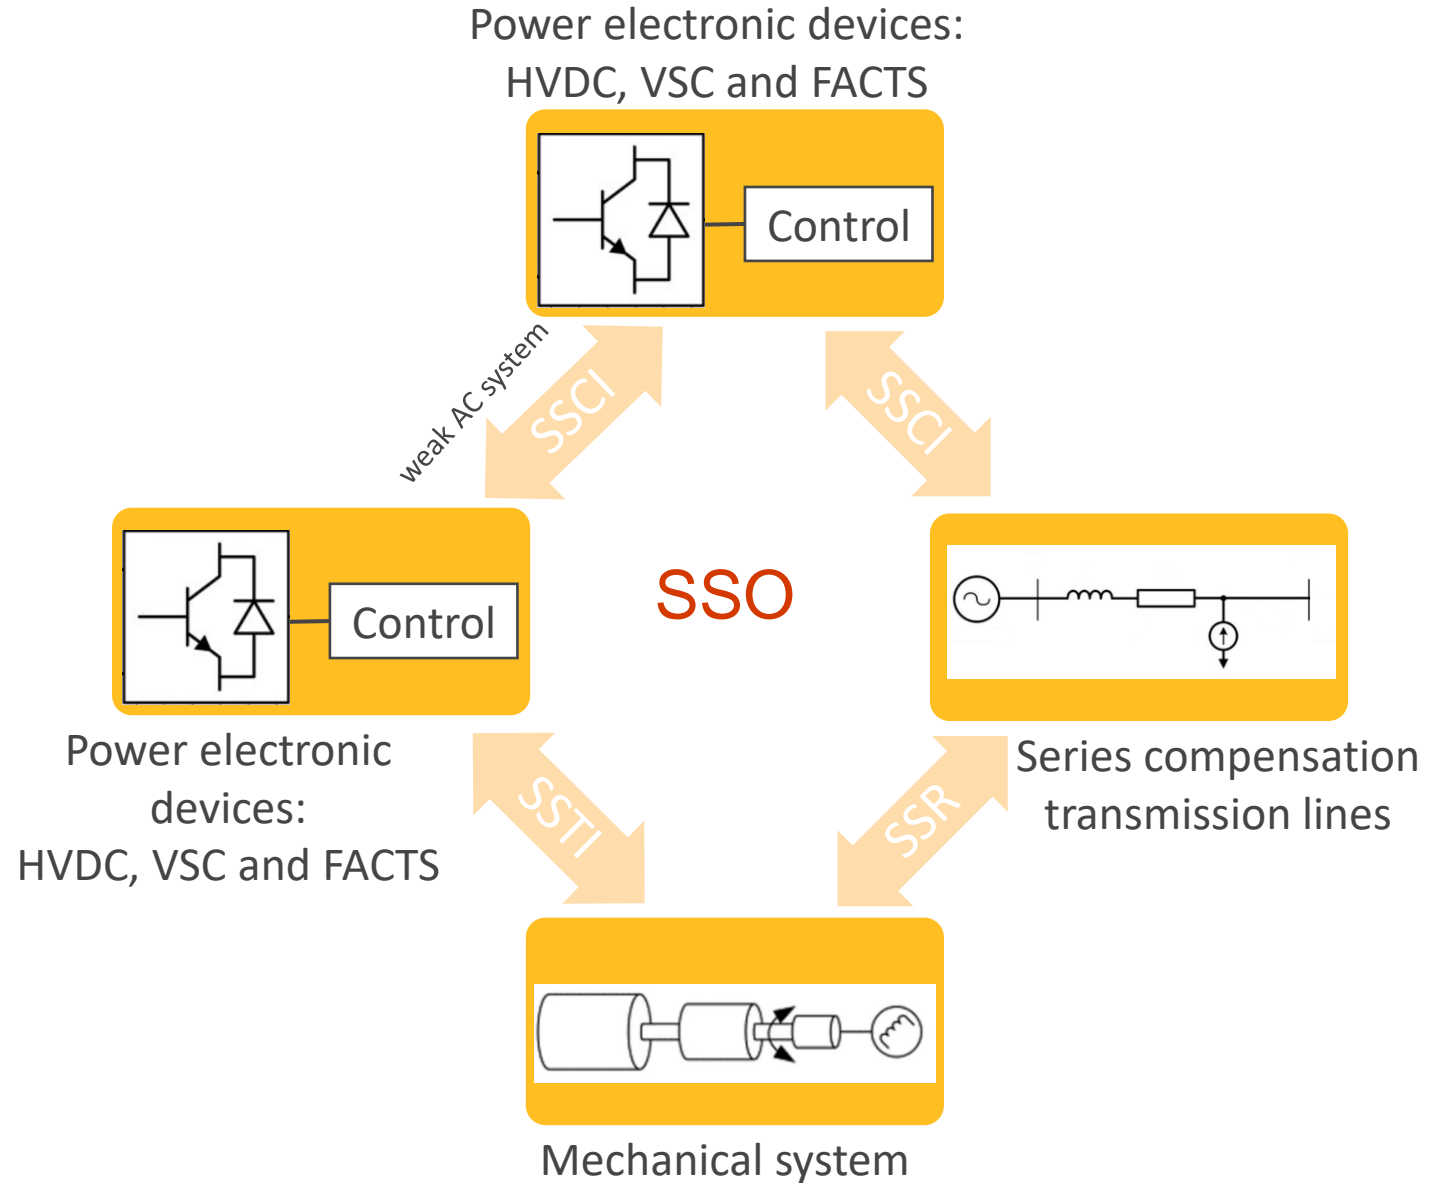 Power electronic devices:
HVDC, VSC and FACTS
Control
weak AC system
SSCI
SSCI
SSO
Control
Power electronic
devices:
HVDC, VSC and FACTS
Series compensation
transmission lines
SSTI
SSR
Mechanical system